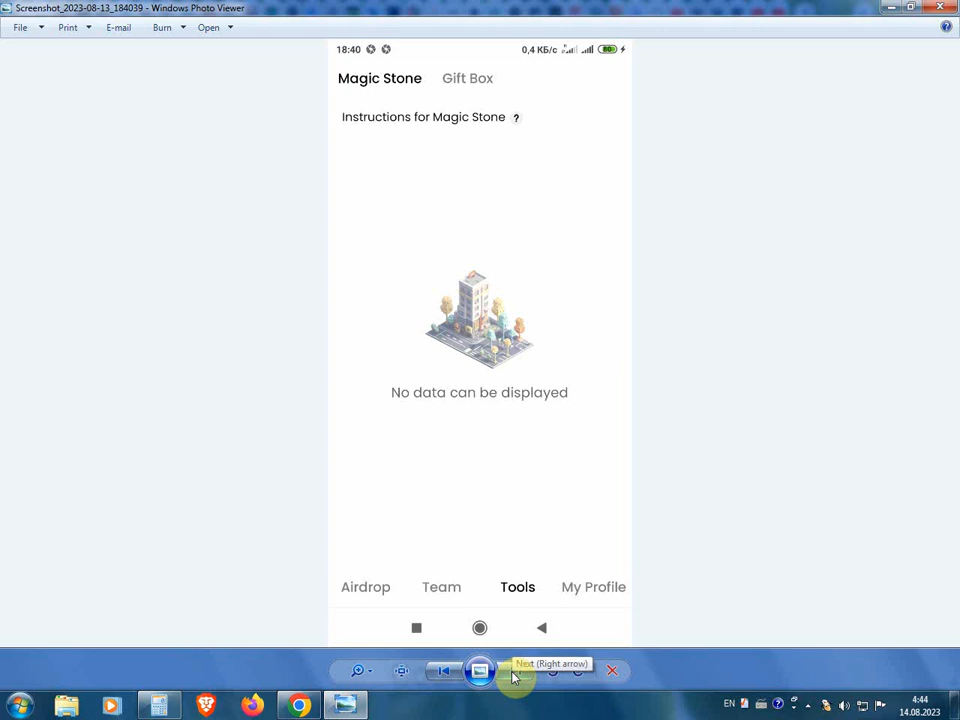 Screenshot_2023-08-13_184039 - Windows Photo Viewer
File Print E-mail Burn Open
18:40 0,4 КБ/с 80
Magic Stone Gift Box
Instructions for Magic Stone ?
No data can be displayed
Airdrop Team Tools My Profile
Next (Right arrow)
EN 4:44
14.08.2023